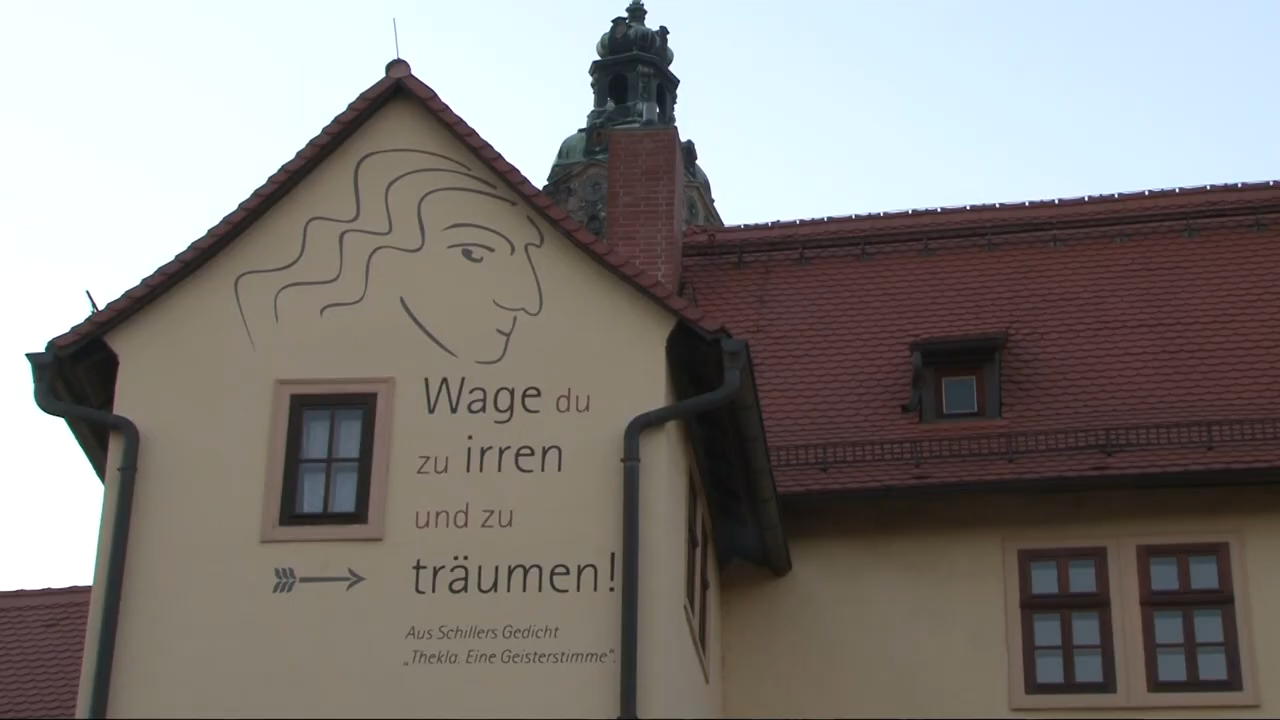 Wage du
zu irren
und zu
träumen!
Aus Schillers Gedicht
„Thekla. Eine Geisterstimme“.